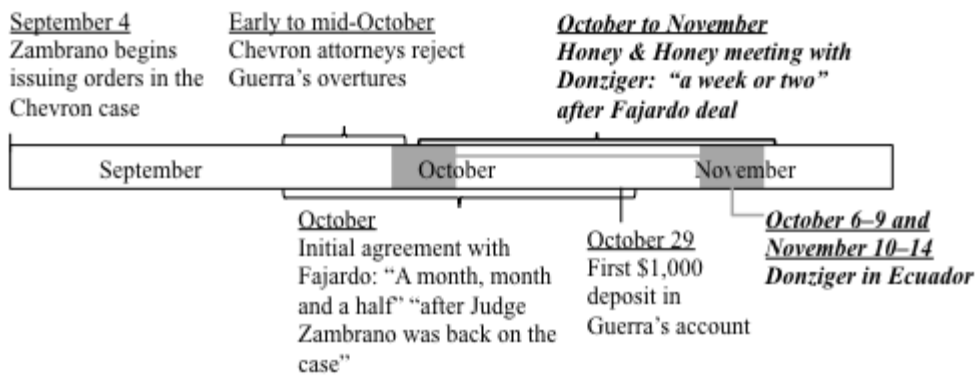 September 4
Zambrano begins
issuing orders in the
Chevron case
Early to mid-October
Chevron attorneys reject
Guerra's overtures
October to November
Honey & Honey meeting with
Donziger: "a week or two"
after Fajardo deal
September
October
November
October
Initial agreement with
Fajardo: "A month, month
and a half" "after Judge
Zambrano was back on the
case"
October 29
First $1,000
deposit in
Guerra's account
October 6–9 and
November 10–14
Donziger in Ecuador